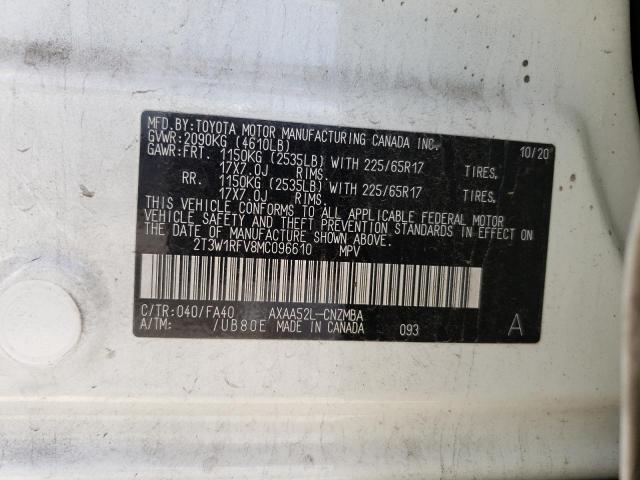 MFD.BY:TOYOTA MOTOR MANUFACTURING CANADA INC. 10/20
GVWR:2090KG (4610LB)
GAWR:FRT. 1150KG (2535LB) WITH 225/65R17 TIRES,
17X7.0J RIMS.
RR. 1150KG (2535LB) WITH 225/65R17 TIRES,
17X7.0J RIMS.
THIS VEHICLE CONFORMS TO ALL APPLICABLE FEDERAL MOTOR
VEHICLE SAFETY AND THEFT PREVENTION STANDARDS IN EFFECT ON
THE DATE OF MANUFACTURE SHOWN ABOVE.
2T3W1RFV8MC096610 MPV
C/TR:040/FA40 AXAA52L-CNZMBA
A/TM: /UB80E MADE IN CANADA 093 A